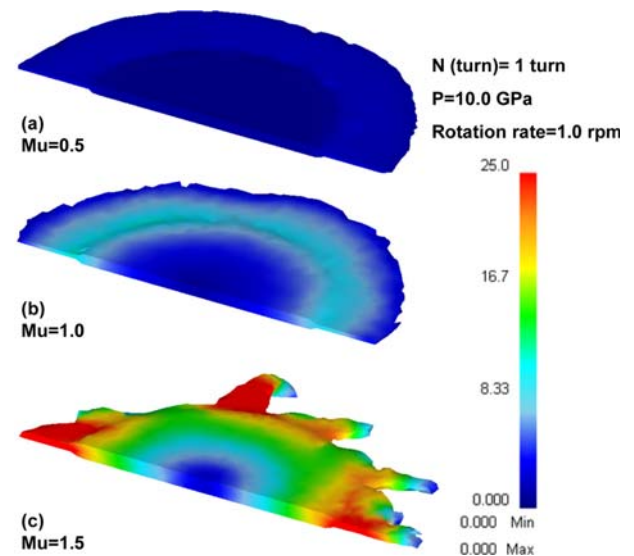 N (turn)= 1 turn
P=10.0 GPa
Rotation rate=1.0 rpm
(a)
Mu=0.5
25.0
16.7
8.33
0.000
0.000 Min
0.000 Max
(b)
Mu=1.0
(c)
Mu=1.5